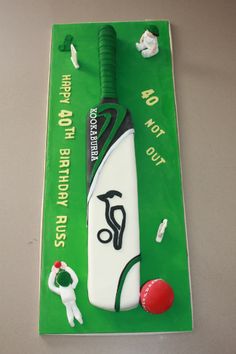 HAPPY 40TH BIRTHDAY RUSS
KOOKABURRA
40 NOT OUT